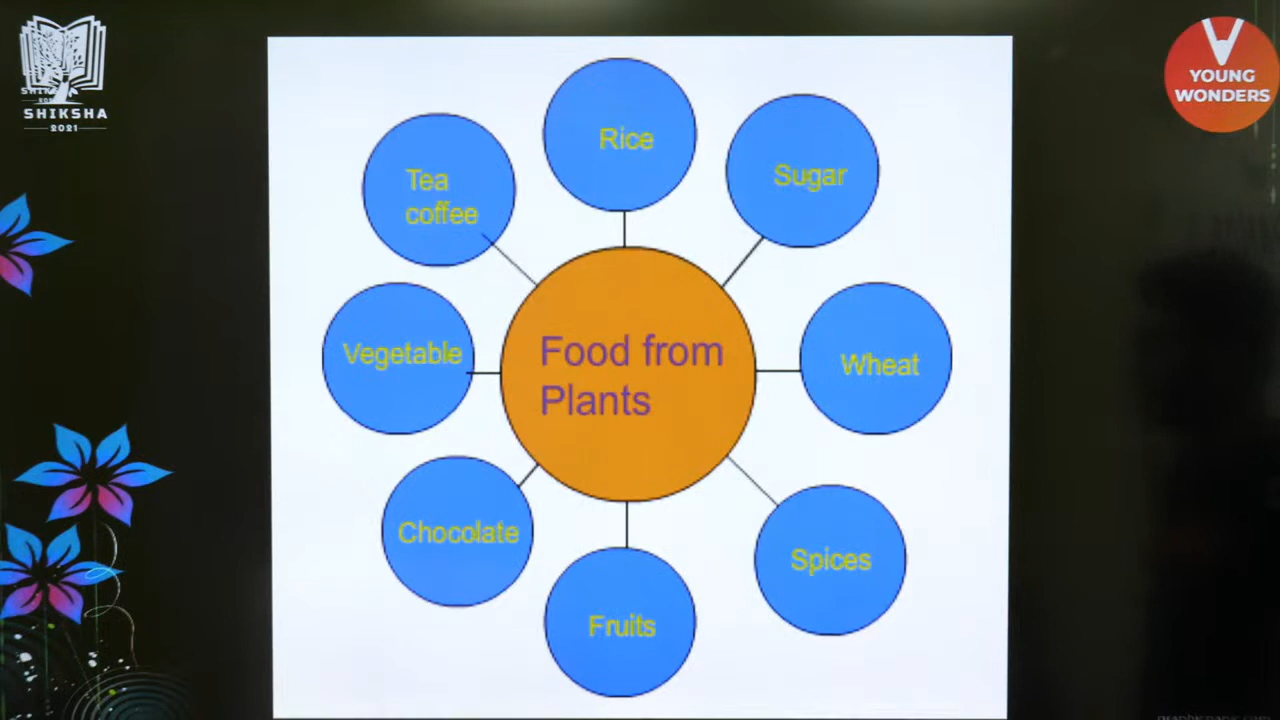 SHIKSHA
2021
YOUNG
WONDERS
Rice
Sugar
Tea
coffee
Food from
Plants
Vegetable
Wheat
Chocolate
Spices
Fruits